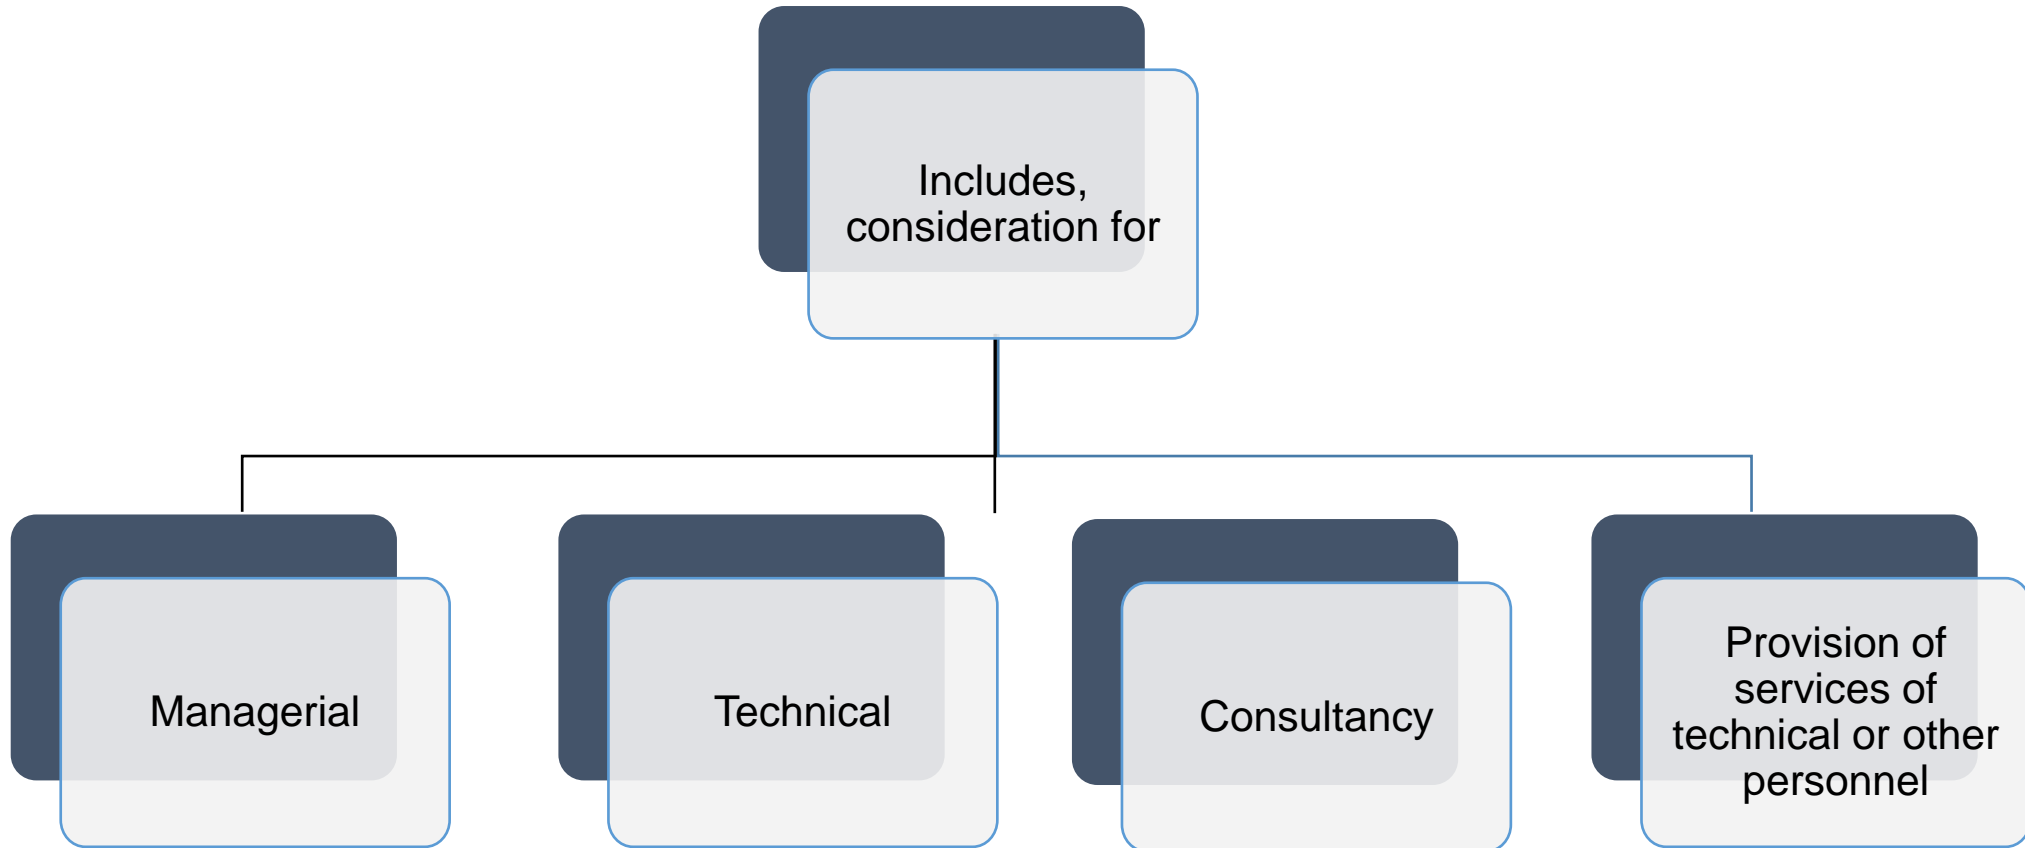 Includes,
consideration for
Managerial
Technical
Consultancy
Provision of
services of
technical or other
personnel